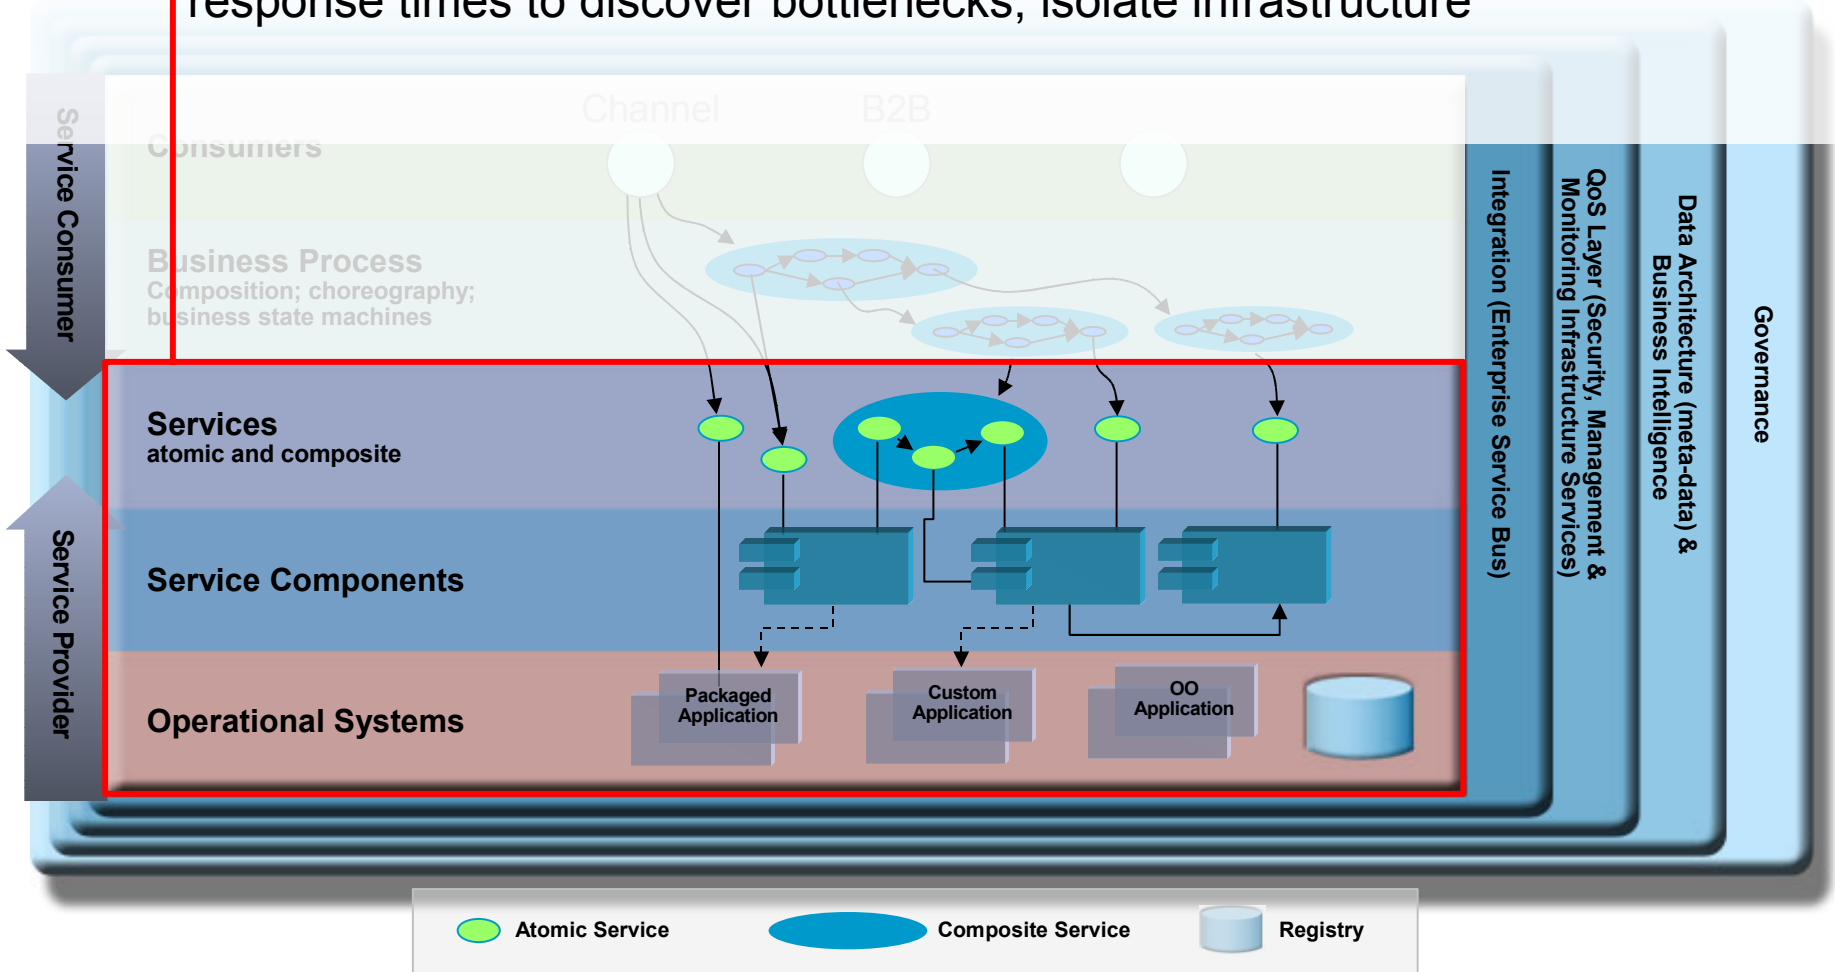 response times to discover bottlenecks, isolate infrastructure
Channel
B2B
Consumers
Business Process
Composition; choreography;
business state machines
Services
atomic and composite
Service Components
Operational Systems
Packaged
Application
Custom
Application
OO
Application
Service Consumer
Service Provider
Integration (Enterprise Service Bus)
QoS Layer (Security, Management &
Monitoring Infrastructure Services)
Data Architecture (meta-data) &
Business Intelligence
Governance
Atomic Service
Composite Service
Registry